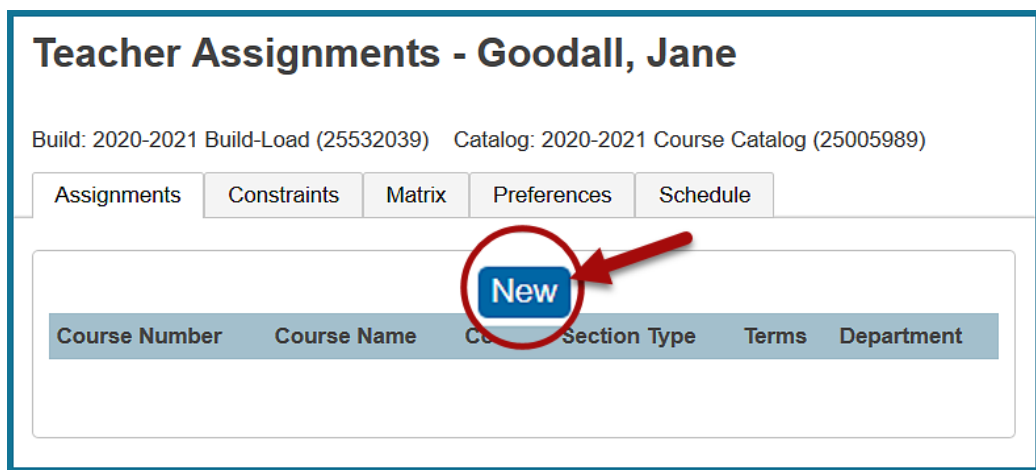 Teacher Assignments - Goodall, Jane
Build: 2020-2021 Build-Load (25532039) Catalog: 2020-2021 Course Catalog (25005989)
Assignments Constraints Matrix Preferences Schedule
New
Course Number Course Name Section Type Terms Department